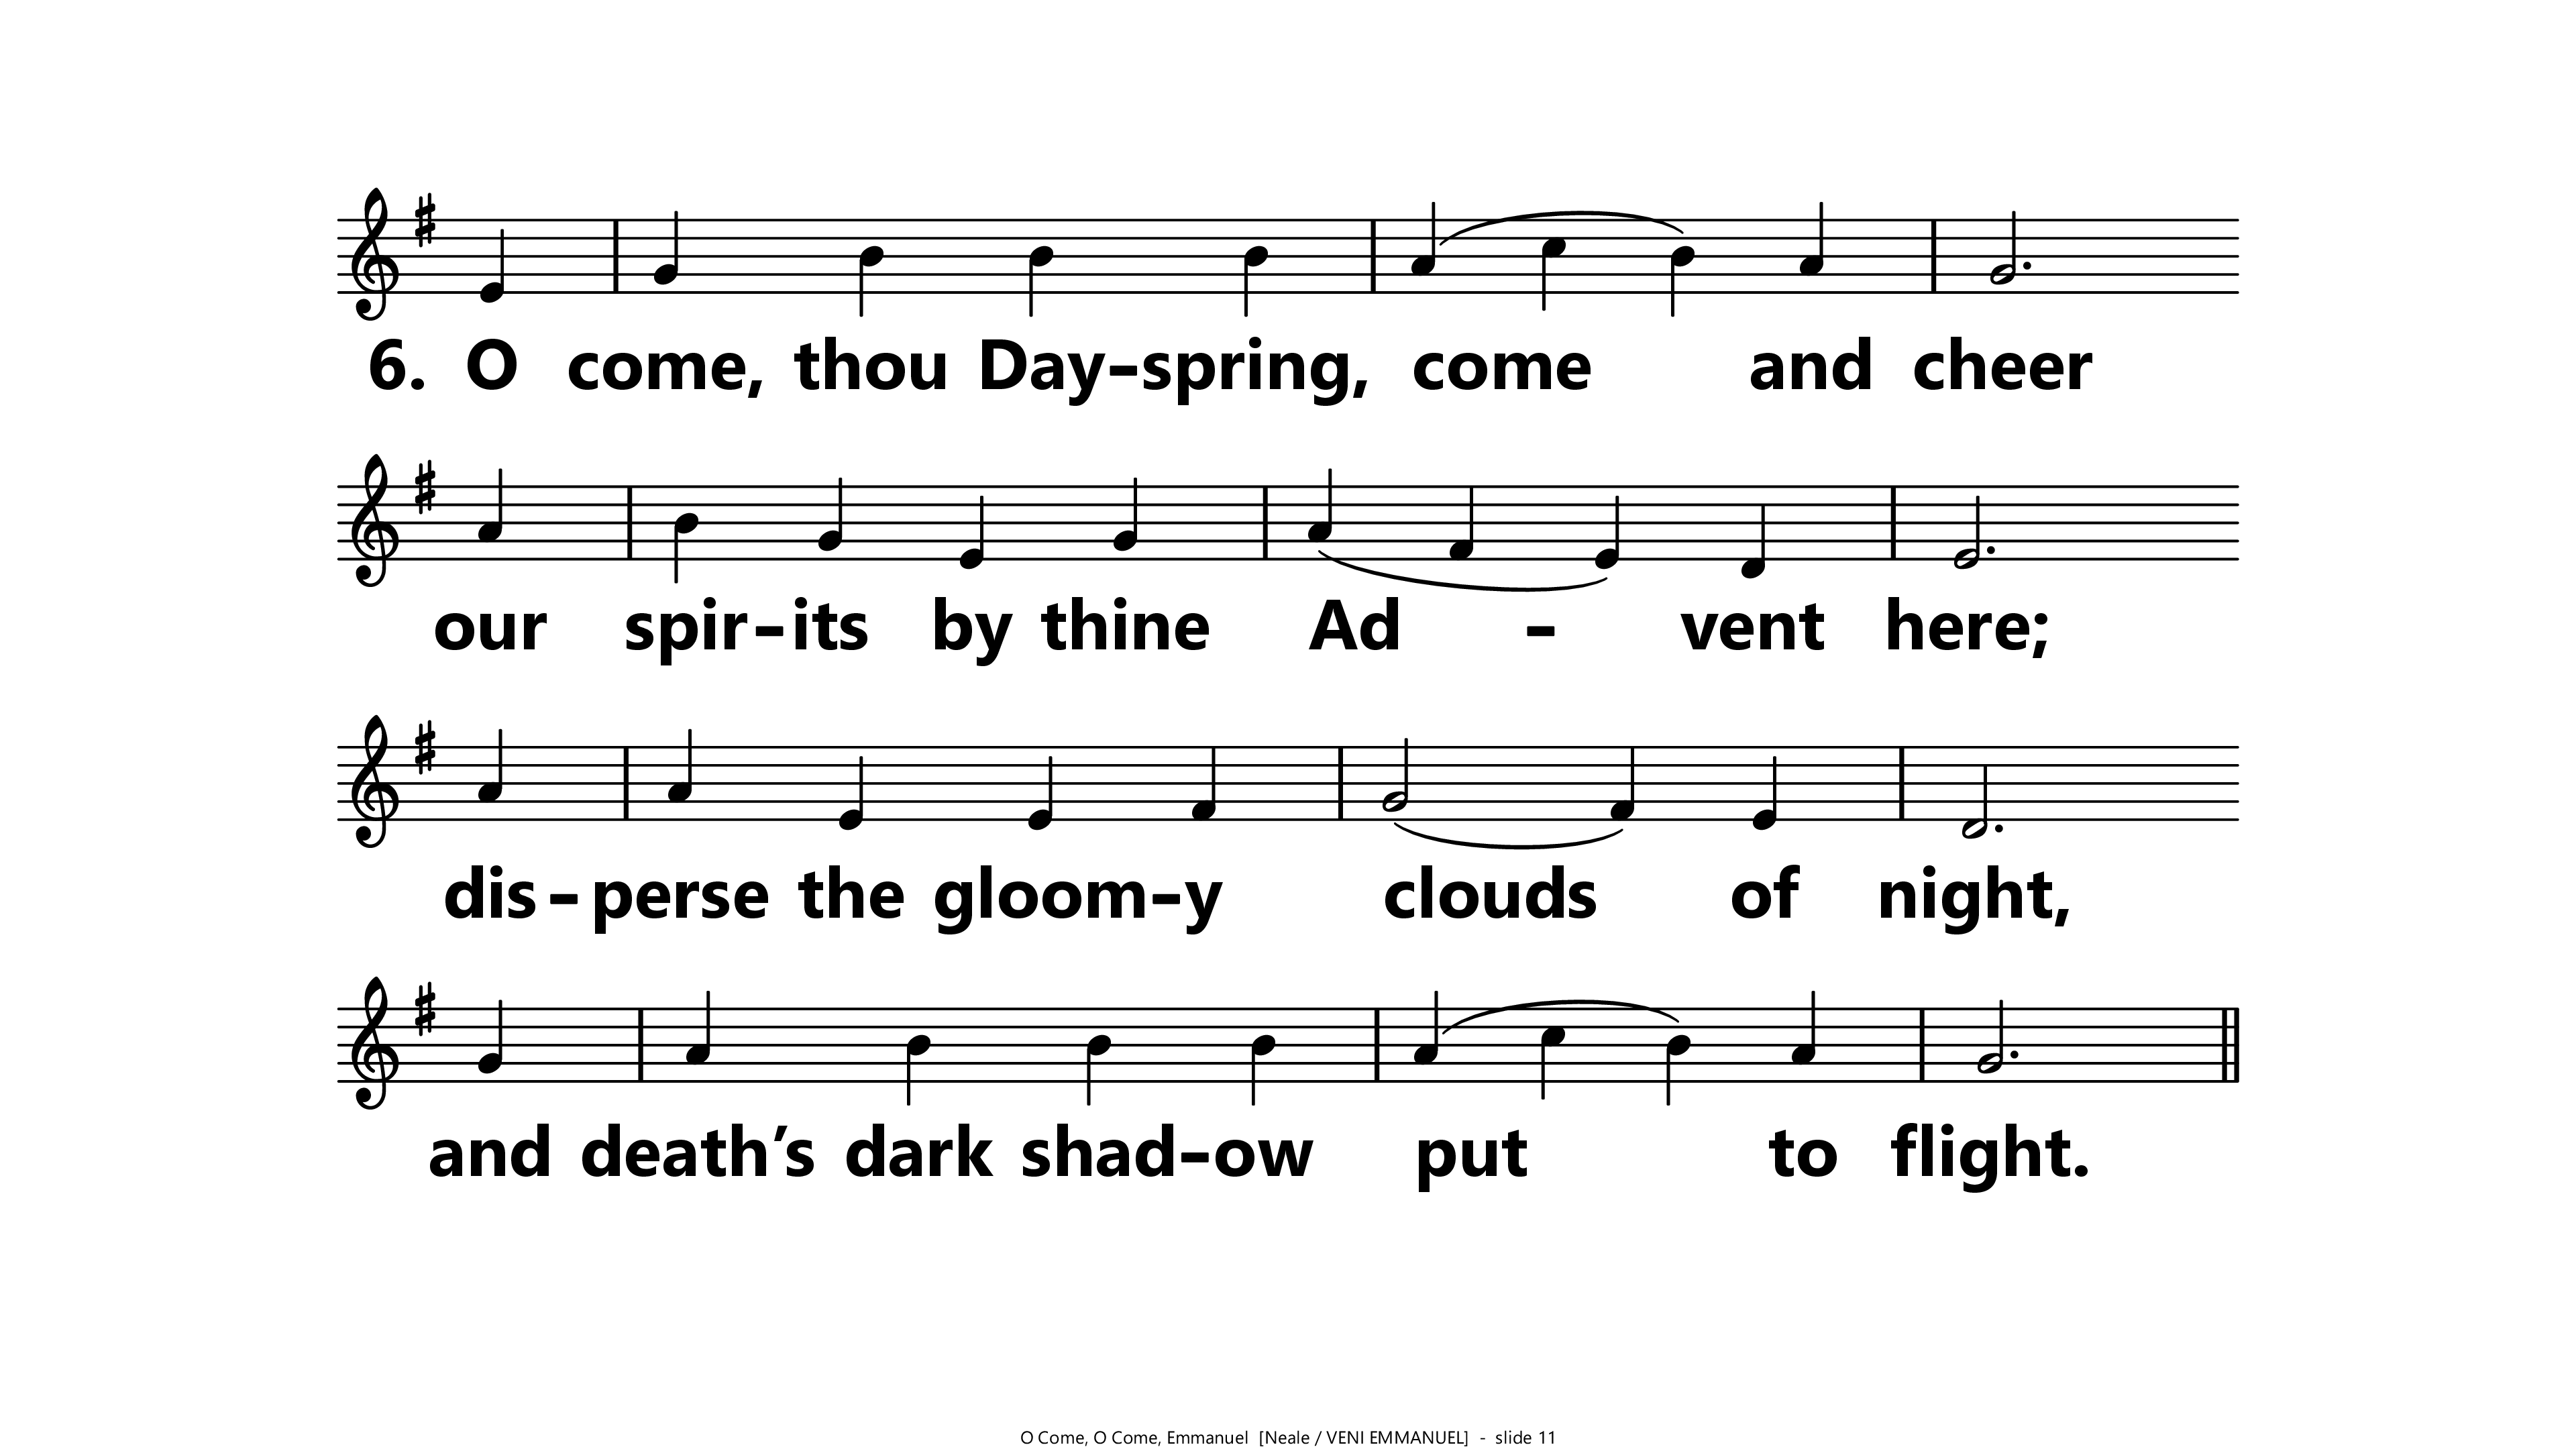 6. O come, thou Day-spring, come and cheer
our spir-its by thine Ad - vent here;
dis-perse the gloom-y clouds of night,
and death’s dark shad-ow put to flight.
O Come, O Come, Emmanuel [Neale / VENI EMMANUEL] - slide 11